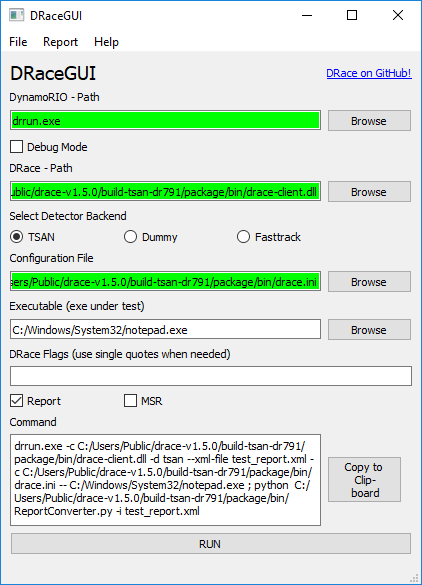 DRaceGUI
File Report Help
DRaceGUI
DRace on GitHub!
DynamoRIO - Path
drrun.exe
Browse
Debug Mode
DRace - Path
ublic/drace-v1.5.0/build-tsan-dr791/package/bin/drace-client.dll
Browse
Select Detector Backend
TSAN Dummy Fasttrack
Configuration File
sers/Public/drace-v1.5.0/build-tsan-dr791/package/bin/drace.ini
Browse
Executable (exe under test)
C:/Windows/System32/notepad.exe
Browse
DRace Flags (use single quotes when needed)
Report MSR
Command
drrun.exe -c C:/Users/Public/drace-v1.5.0/build-tsan-dr791/
package/bin/drace-client.dll -d tsan --xml-file test_report.xml -
c C:/Users/Public/drace-v1.5.0/build-tsan-dr791/package/bin/
drace.ini -- C:/Windows/System32/notepad.exe ; python  C:/
Users/Public/drace-v1.5.0/build-tsan-dr791/package/bin/
ReportConverter.py -i test_report.xml
Copy to
Clip-
board
RUN